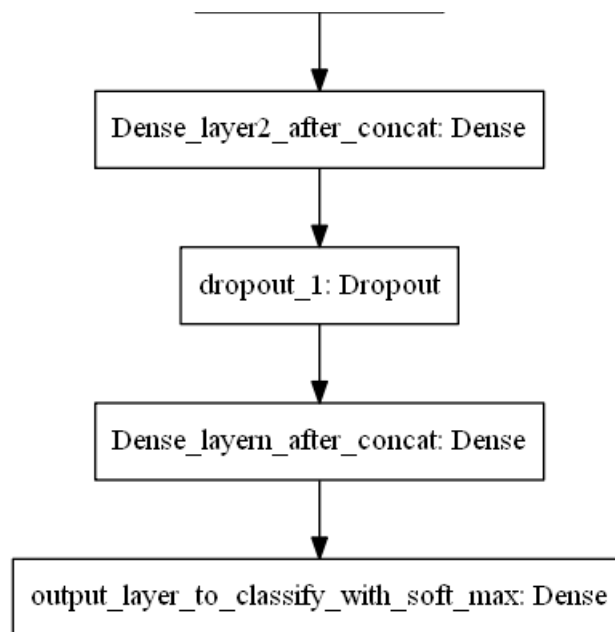 Dense_layer2_after_concat: Dense
dropout_1: Dropout
Dense_layern_after_concat: Dense
output_layer_to_classify_with_soft_max: Dense